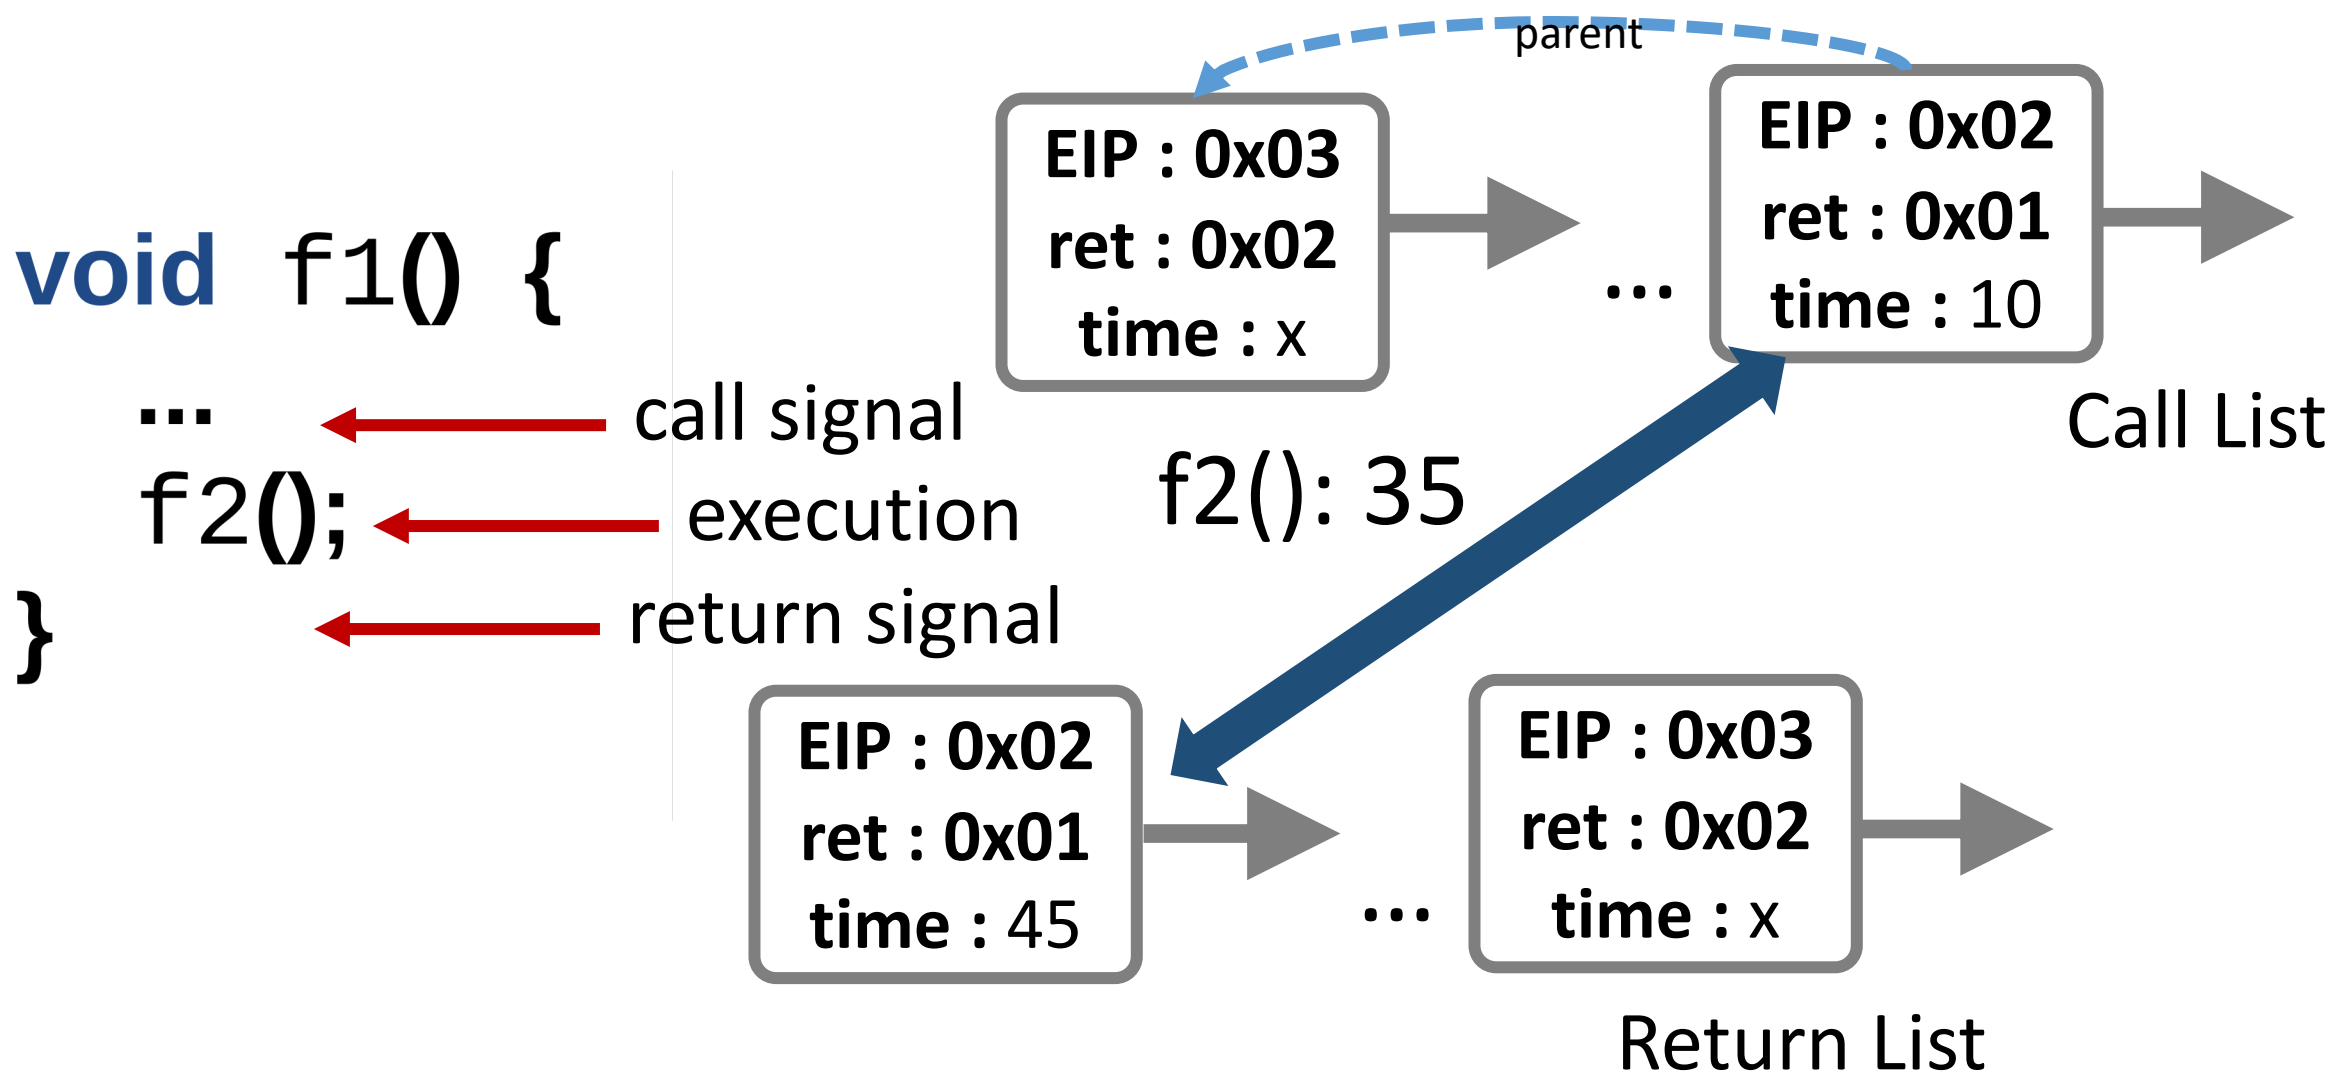 void f1() {
...
f2();
}
call signal
execution
return signal
parent
EIP : 0x03
ret : 0x02
time : x
...
EIP : 0x02
ret : 0x01
time : 10
Call List
f2(): 35
EIP : 0x02
ret : 0x01
time : 45
...
EIP : 0x03
ret : 0x02
time : x
Return List